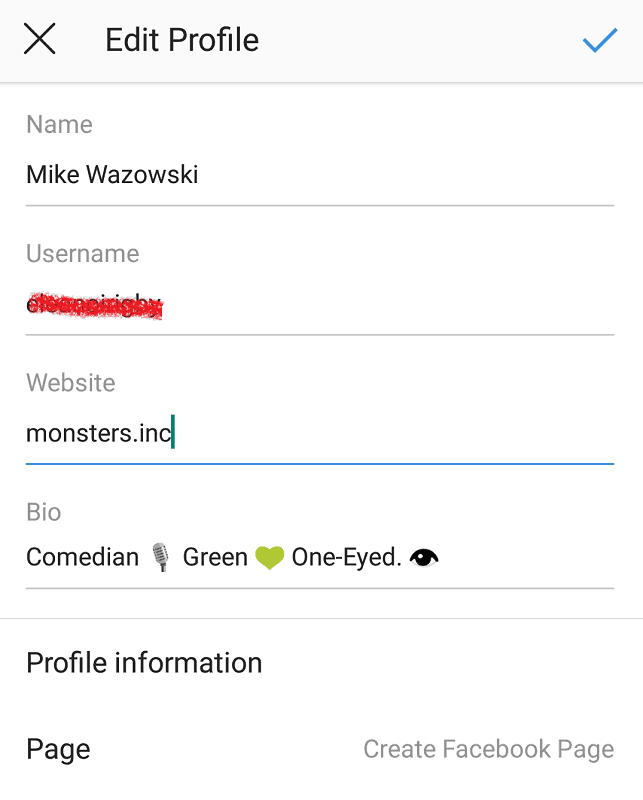 Edit Profile
Name
Mike Wazowski
Username
Website
monsters.inc
Bio
Comedian 🎙 Green 💚 One-Eyed. 👁
Profile information
Page Create Facebook Page